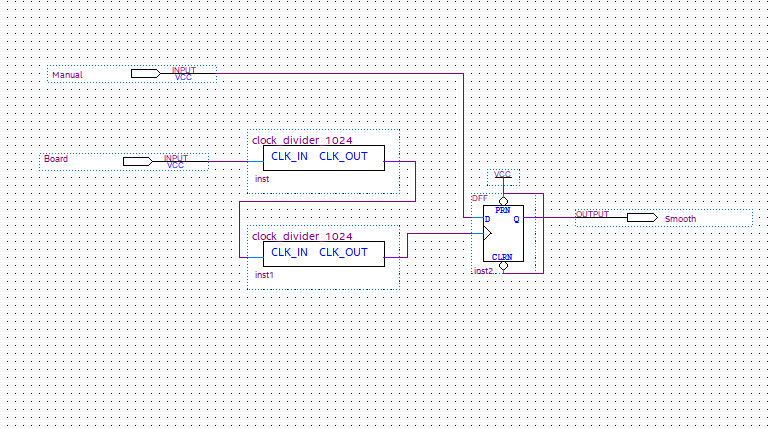 Manual
INPUT
VCC
clock_divider_1024
Board
INPUT
VCC
CLK_IN CLK_OUT
inst
VCC
DFF
PRN
D Q
OUTPUT
Smooth
clock_divider_1024
CLK_IN CLK_OUT
CLRN
inst1
inst2